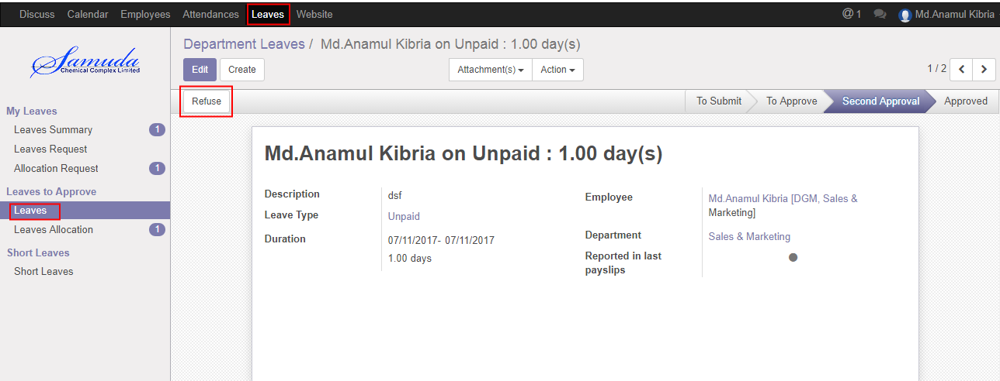 Discuss Calendar Employees Attendances Leaves Website @ 1 Md.Anamul Kibria
Samuda
Chemical Complex Limited
My Leaves
Leaves Summary 1
Leaves Request
Allocation Request 1
Leaves to Approve
Leaves
Leaves Allocation 1
Short Leaves
Short Leaves
Department Leaves / Md.Anamul Kibria on Unpaid : 1.00 day(s)
Edit Create Attachment(s) Action 1 / 2
Refuse To Submit To Approve Second Approval Approved
Md.Anamul Kibria on Unpaid : 1.00 day(s)
Description dsf
Leave Type Unpaid
Duration 07/11/2017- 07/11/2017
1.00 days
Employee Md.Anamul Kibria [DGM, Sales &
Marketing]
Department Sales & Marketing
Reported in last
payslips